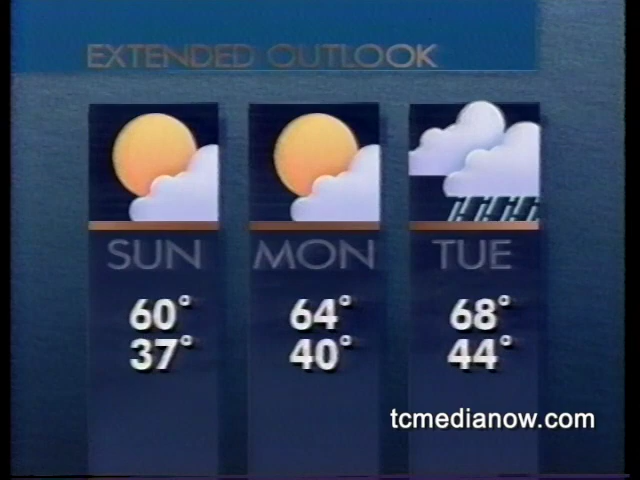 EXTENDED OUTLOOK
SUN MON TUE
60° 64° 68°
37° 40° 44°
tcmedianow.com